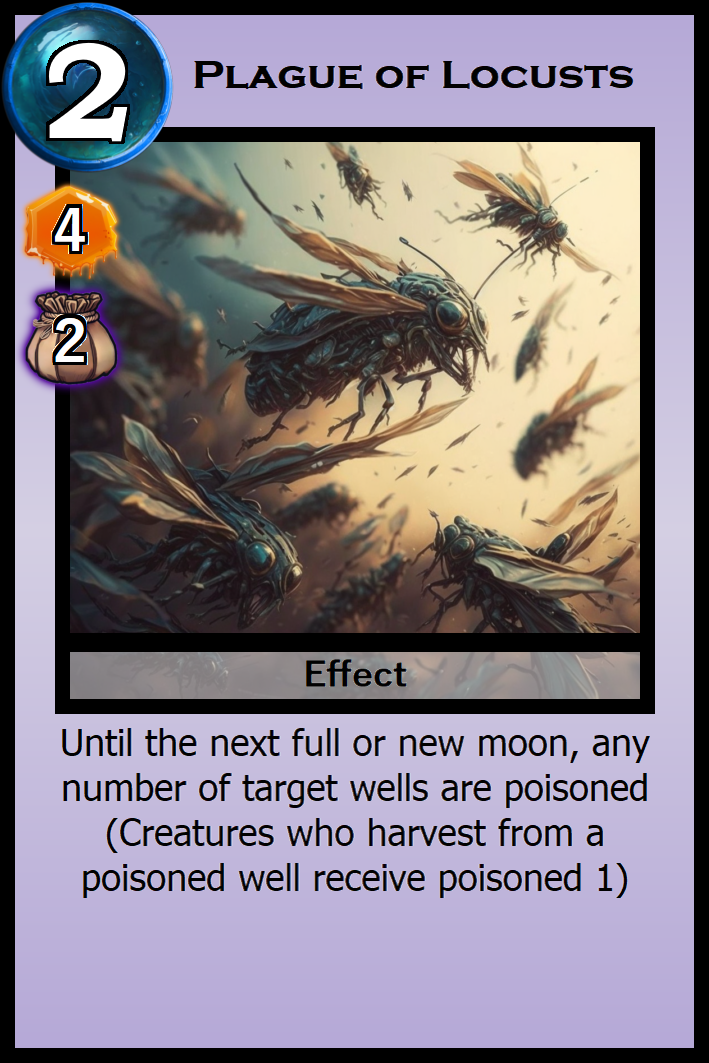 2
Plague of Locusts
4
2
Effect
Until the next full or new moon, any
number of target wells are poisoned
(Creatures who harvest from a
poisoned well receive poisoned 1)